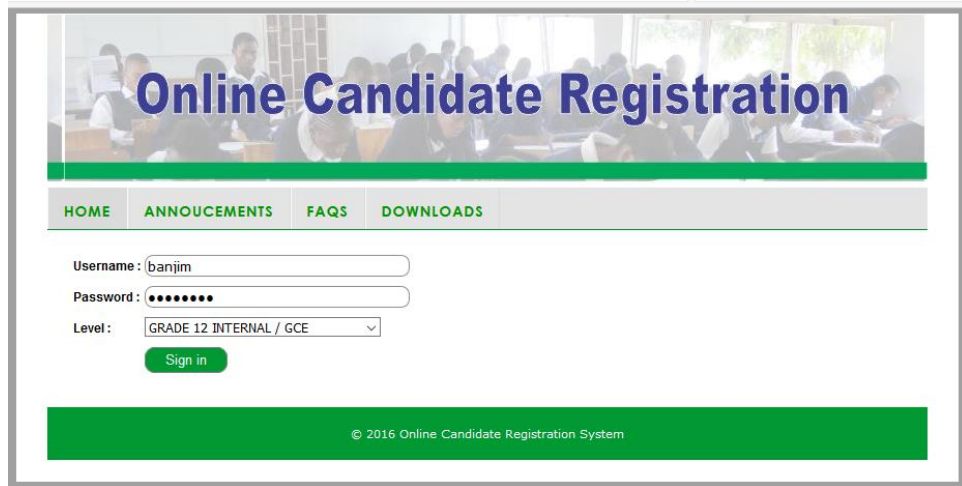 Online Candidate Registration
HOME ANNOUCEMENTS FAQS DOWNLOADS
Username : banjim
Password : ●●●●●●●●
Level : GRADE 12 INTERNAL / GCE
Sign in
© 2016 Online Candidate Registration System